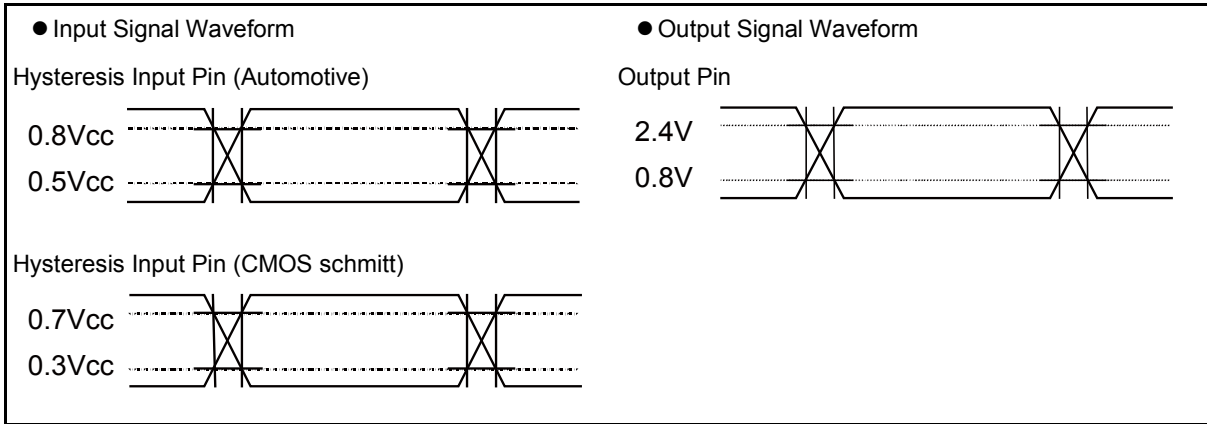 ● Input Signal Waveform
Hysteresis Input Pin (Automotive)
0.8Vcc
0.5Vcc
Hysteresis Input Pin (CMOS schmitt)
0.7Vcc
0.3Vcc
● Output Signal Waveform
Output Pin
2.4V
0.8V